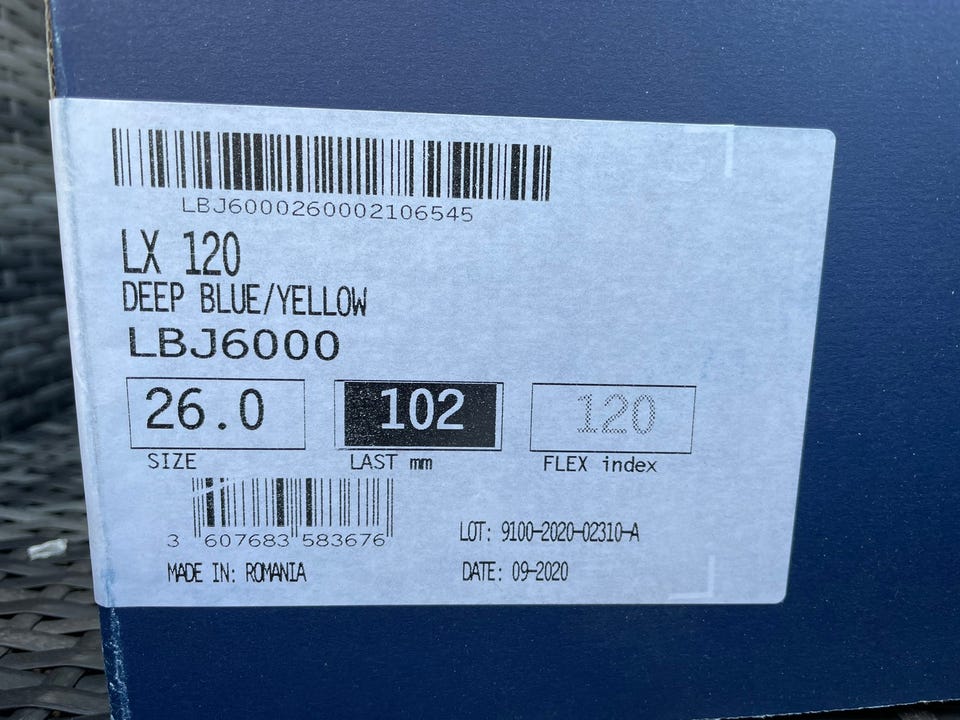 LBJ6000260002106545
LX 120
DEEP BLUE/YELLOW
LBJ6000
26.0 102 120
SIZE LAST mm FLEX index
3 607683 583676
LOT: 9100-2020-02310-A
MADE IN: ROMANIA DATE: 09-2020